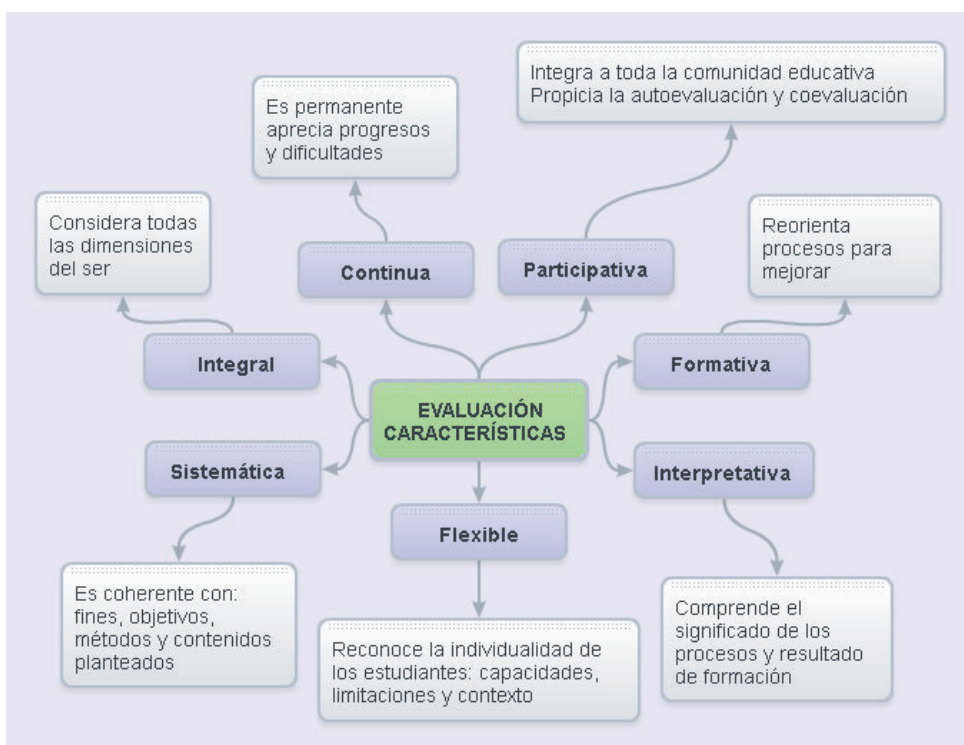 Integra a toda la comunidad educativa
Propicia la autoevaluación y coevaluación
Es permanente
aprecia progresos
y dificultades
Considera todas
las dimensiones
del ser
Reorienta
procesos para
mejorar
Continua
Participativa
Integral
Formativa
EVALUACIÓN
CARACTERÍSTICAS
Sistemática
Interpretativa
Flexible
Es coherente con:
fines, objetivos,
métodos y contenidos
planteados
Reconoce la individualidad de
los estudiantes: capacidades,
limitaciones y contexto
Comprende el
significado de los
procesos y resultado
de formación